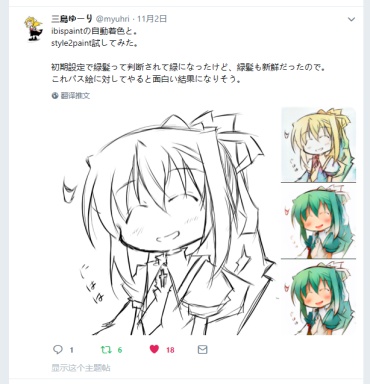 三島ゆーり @myuhri · 11月2日
ibispaintの自動着色と。
style2paint試してみた。
初期設定で緑髪って判断されて緑になったけど、緑髪も新鮮だったので。
これパス絵に対してやると面白い結果になりそう。
翻译推文
にはは
1 6 18
显示这个主题帖